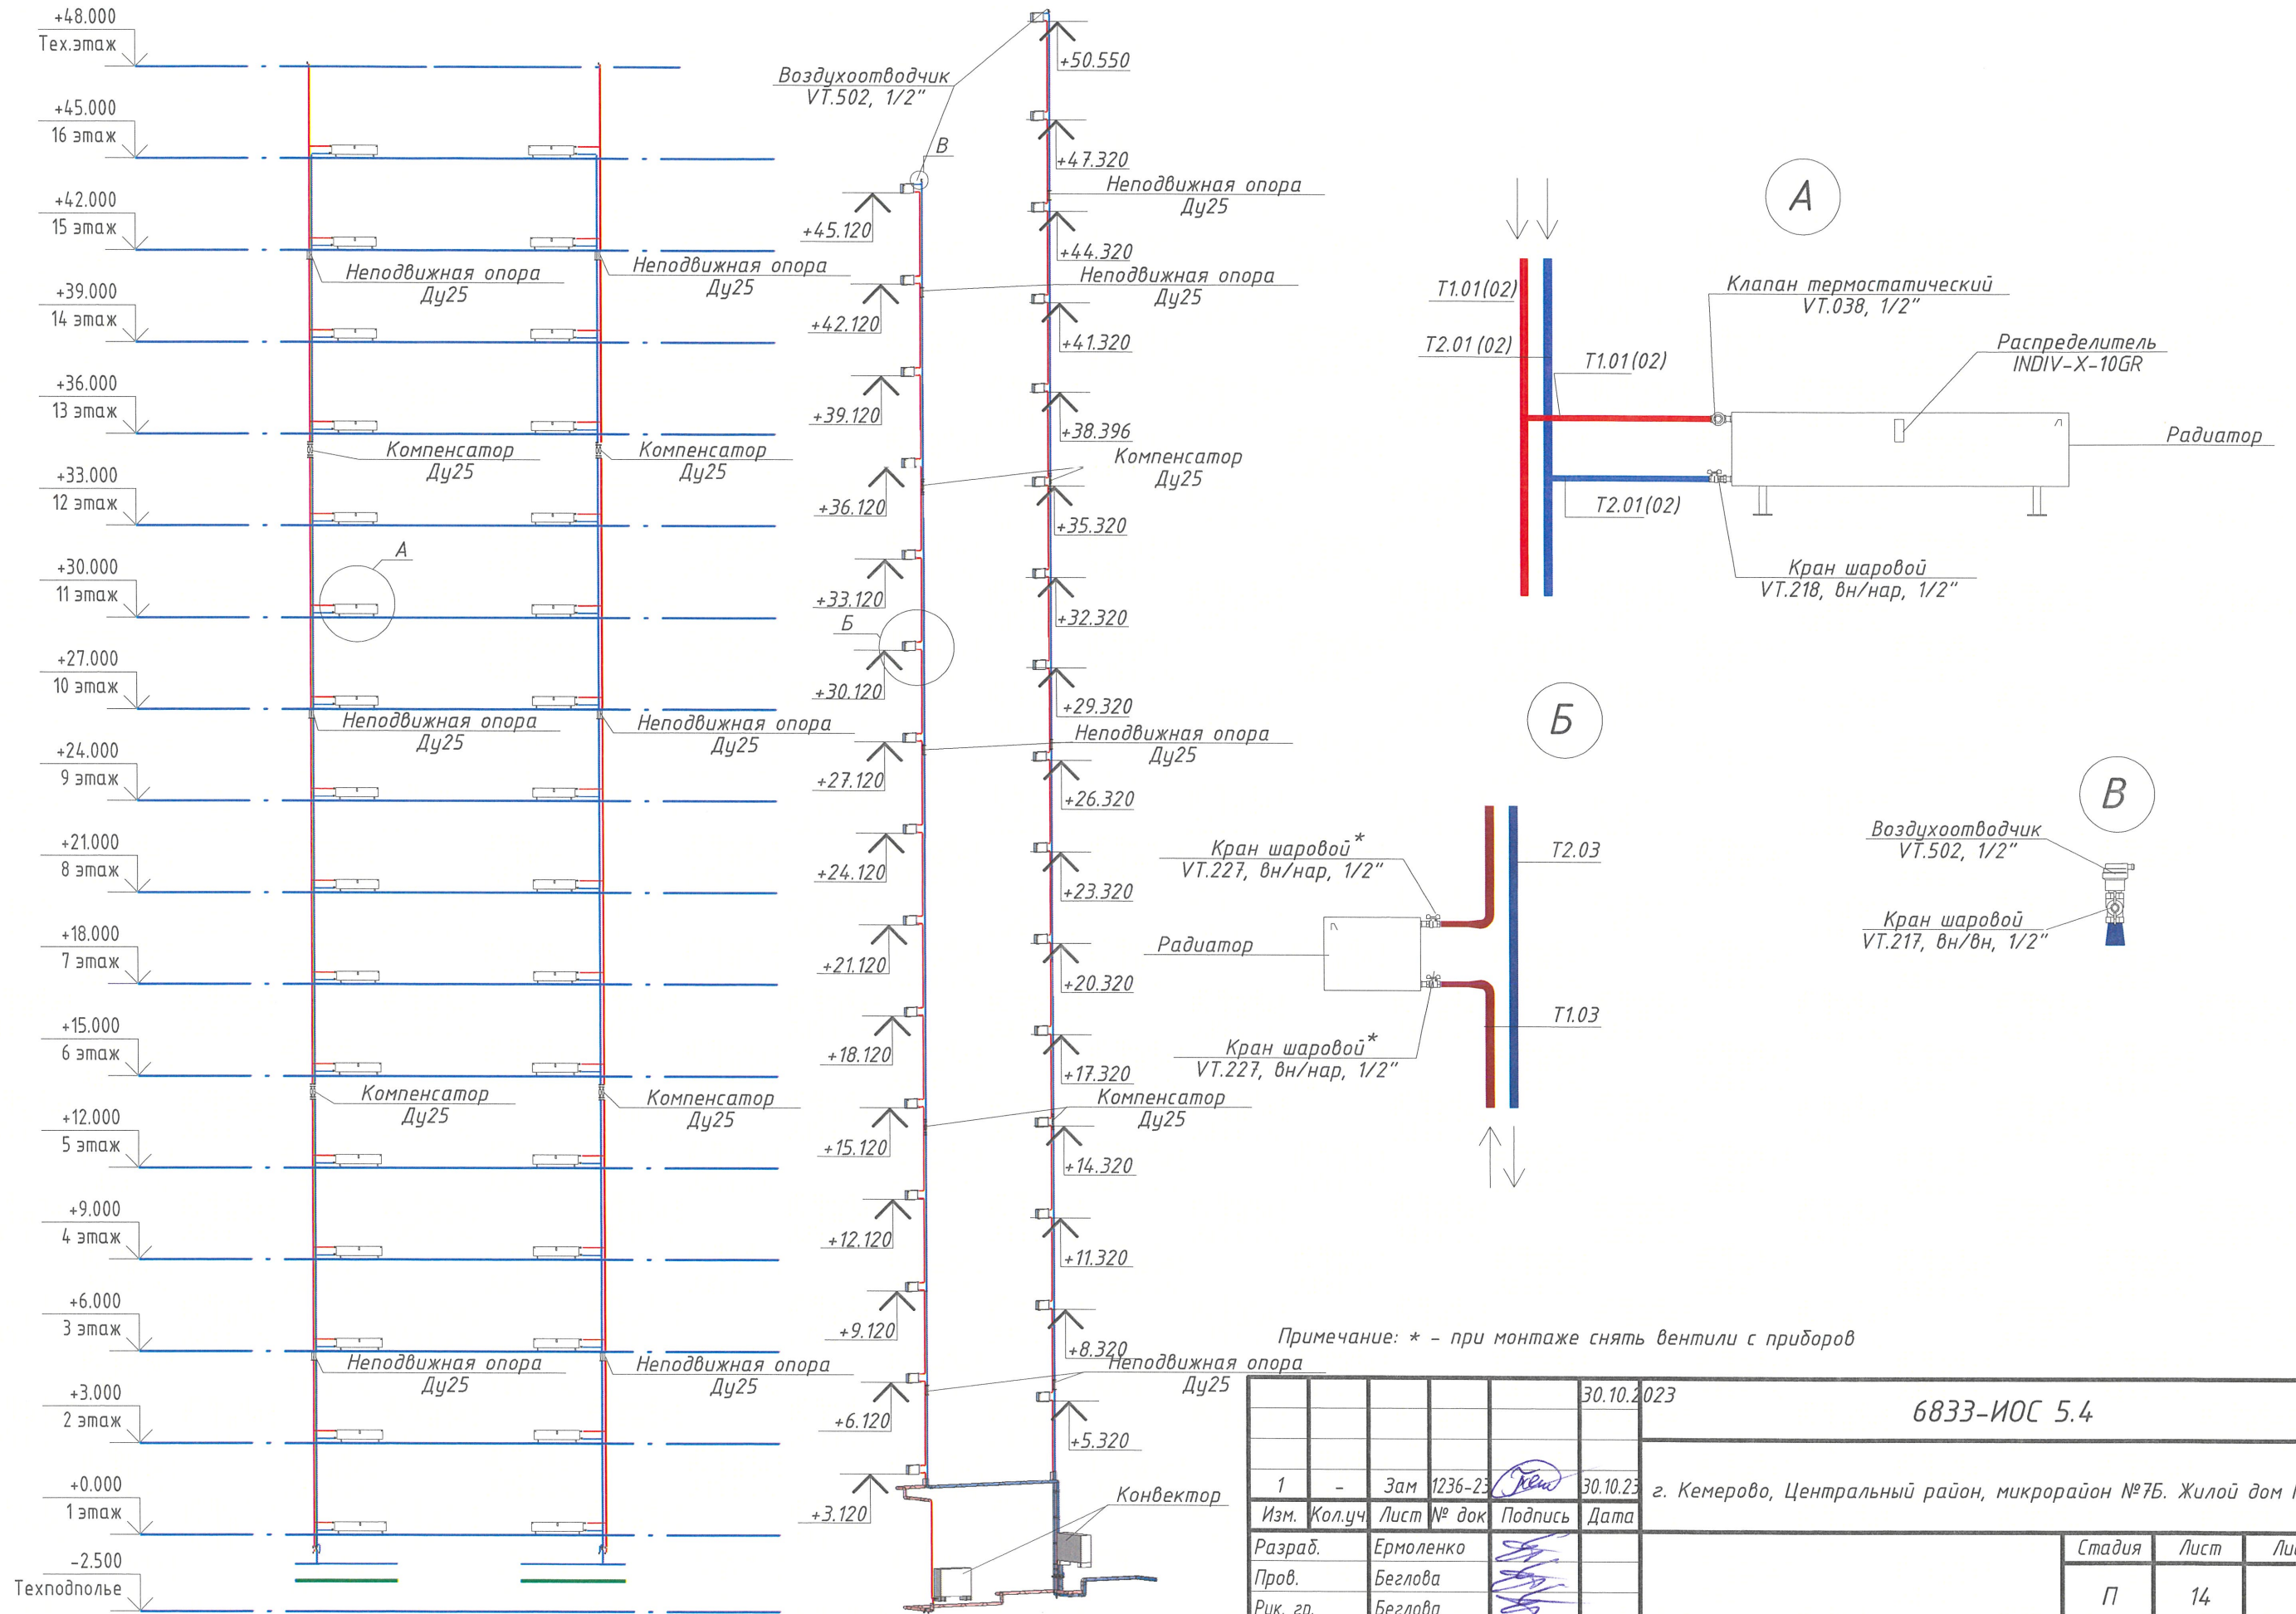 +48.000
Тех.этаж
+45.000
16 этаж
+42.000
15 этаж
+39.000
14 этаж
+36.000
13 этаж
+33.000
12 этаж
+30.000
11 этаж
+27.000
10 этаж
+24.000
9 этаж
+21.000
8 этаж
+18.000
7 этаж
+15.000
6 этаж
+12.000
5 этаж
+9.000
4 этаж
+6.000
3 этаж
+3.000
2 этаж
+0.000
1 этаж
-2.500
Техподполье
Неподвижная опора
Ду25
Неподвижная опора
Ду25
Компенсатор
Ду25
Компенсатор
Ду25
А
Неподвижная опора
Ду25
Неподвижная опора
Ду25
Компенсатор
Ду25
Компенсатор
Ду25
Неподвижная опора
Ду25
Неподвижная опора
Ду25
Воздухоотводчик
VT.502, 1/2"
В
+45.120
+42.120
+39.120
+36.120
+33.120
Б
+30.120
+27.120
+24.120
+21.120
+18.120
+15.120
+12.120
+9.120
+6.120
+3.120
+50.550
+47.320
Неподвижная опора
Ду25
+44.320
Неподвижная опора
Ду25
+41.320
+38.396
Компенсатор
Ду25
+35.320
+32.320
+29.320
Неподвижная опора
Ду25
+26.320
+23.320
+20.320
+17.320
Компенсатор
Ду25
+14.320
+11.320
+8.320
Неподвижная опора
Ду25
+5.320
Конвектор
А
Т1.01(02)
Т2.01(02)
Т1.01(02)
Т2.01(02)
Клапан термостатический
VT.038, 1/2"
Распределитель
INDIV-X-10GR
Радиатор
Кран шаровой
VT.218, вн/нар, 1/2"
Б
Кран шаровой*
VT.227, вн/нар, 1/2"
Т2.03
Радиатор
Т1.03
Кран шаровой*
VT.227, вн/нар, 1/2"
В
Воздухоотводчик
VT.502, 1/2"
Кран шаровой
VT.217, вн/вн, 1/2"
Примечание: * - при монтаже снять вентили с приборов
30.10.2023
6833-ИОС 5.4
1 - Зам 1236-23 30.10.23
г. Кемерово, Центральный район, микрорайон №7Б. Жилой дом
Изм. Кол.уч Лист № док Подпись Дата
Разраб. Ермоленко
Стадия Лист
Пров. Беглова
П 14
Рук. гр. Беглова